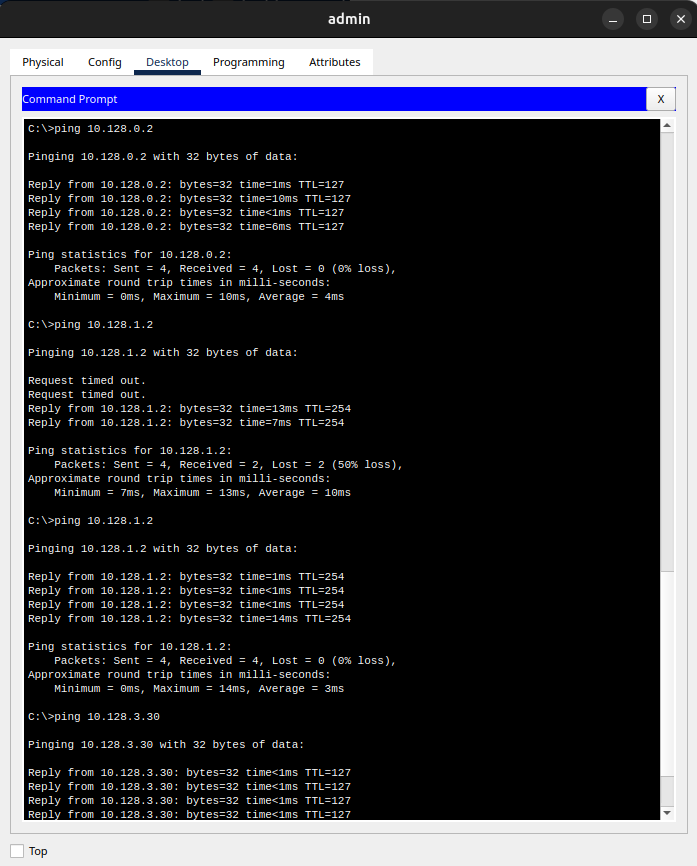 admin
Physical Config Desktop Programming Attributes
Command Prompt X
C:\>ping 10.128.0.2
Pinging 10.128.0.2 with 32 bytes of data:
Reply from 10.128.0.2: bytes=32 time=1ms TTL=127
Reply from 10.128.0.2: bytes=32 time=10ms TTL=127
Reply from 10.128.0.2: bytes=32 time<1ms TTL=127
Reply from 10.128.0.2: bytes=32 time=6ms TTL=127
Ping statistics for 10.128.0.2:
Packets: Sent = 4, Received = 4, Lost = 0 (0% loss),
Approximate round trip times in milli-seconds:
Minimum = 0ms, Maximum = 10ms, Average = 4ms
C:\>ping 10.128.1.2
Pinging 10.128.1.2 with 32 bytes of data:
Request timed out.
Request timed out.
Reply from 10.128.1.2: bytes=32 time=13ms TTL=254
Reply from 10.128.1.2: bytes=32 time=7ms TTL=254
Ping statistics for 10.128.1.2:
Packets: Sent = 4, Received = 2, Lost = 2 (50% loss),
Approximate round trip times in milli-seconds:
Minimum = 7ms, Maximum = 13ms, Average = 10ms
C:\>ping 10.128.1.2
Pinging 10.128.1.2 with 32 bytes of data:
Reply from 10.128.1.2: bytes=32 time=1ms TTL=254
Reply from 10.128.1.2: bytes=32 time<1ms TTL=254
Reply from 10.128.1.2: bytes=32 time<1ms TTL=254
Reply from 10.128.1.2: bytes=32 time=14ms TTL=254
Ping statistics for 10.128.1.2:
Packets: Sent = 4, Received = 4, Lost = 0 (0% loss),
Approximate round trip times in milli-seconds:
Minimum = 0ms, Maximum = 14ms, Average = 3ms
C:\>ping 10.128.3.30
Pinging 10.128.3.30 with 32 bytes of data:
Reply from 10.128.3.30: bytes=32 time<1ms TTL=127
Reply from 10.128.3.30: bytes=32 time<1ms TTL=127
Reply from 10.128.3.30: bytes=32 time<1ms TTL=127
Reply from 10.128.3.30: bytes=32 time<1ms TTL=127
Top